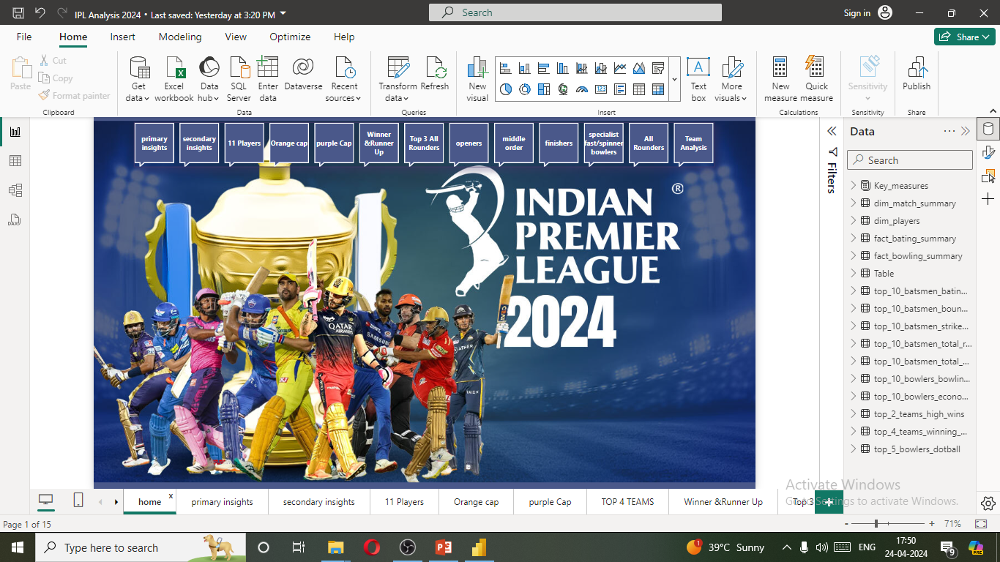 IPL Analysis 2024 • Last saved: Yesterday at 3:20 PM
Search
Sign in
File
Home
Insert
Modeling
View
Optimize
Help
Share
Paste
Cut
Copy
Format painter
Clipboard
Get data
Excel workbook
Data hub
SQL Server
Enter data
Dataverse
Recent sources
Data
Transform data
Refresh
Queries
New visual
Text box
More visuals
Insert
New measure
Quick measure
Calculations
Sensitivity
Sensitivity
Publish
Share
primary insights
secondary insights
11 Players
Orange cap
purple Cap
Winner &Runner Up
Top 3 All Rounders
openers
middle order
finishers
specialist fast/spinner bowlers
All Rounders
Team Analysis
INDIAN
PREMIER
LEAGUE
®
2024
QATAR
AIRWAYS
SAMSUNG
ATHER
Filters
Data
Search
Key_measures
dim_match_summary
dim_players
fact_bating_summary
fact_bowling_summary
Table
top_10_batsmen_batin...
top_10_batsmen_boun...
top_10_batsmen_strike...
top_10_batsmen_total_r...
top_10_batsmen_total_...
top_10_bowlers_bowlin...
top_10_bowlers_econo...
top_2_teams_high_wins
top_4_teams_winning_...
top_5_bowlers_dotball
Activate Windows
Go to Settings to activate Windows.
home
x
primary insights
secondary insights
11 Players
Orange cap
purple Cap
TOP 4 TEAMS
Winner &Runner Up
Top 3
Page 1 of 15
71%
Type here to search
39°C Sunny
ENG
17:50
24-04-2024